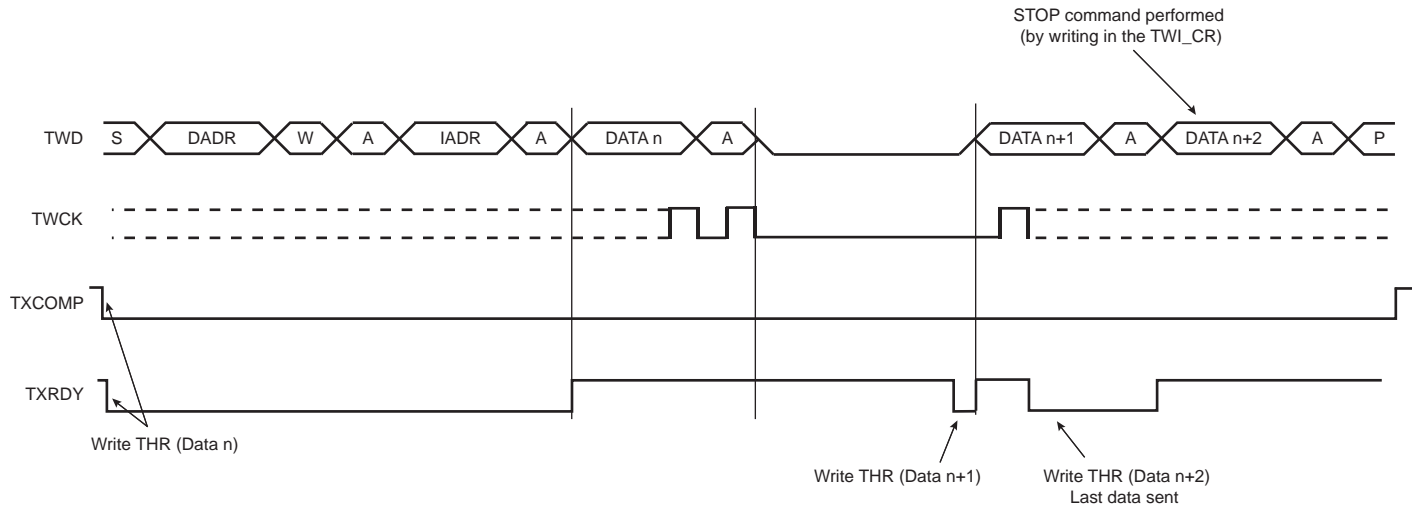 STOP command performed
(by writing in the TWI_CR)
TWD S DADR W A IADR A DATA n A DATA n+1 A DATA n+2 A P
TWCK
TXCOMP
TXRDY
Write THR (Data n)
Write THR (Data n+1) Write THR (Data n+2)
Last data sent